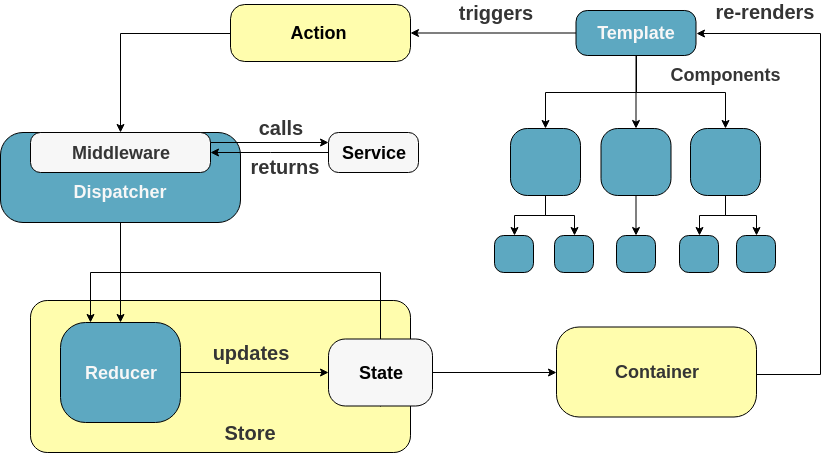 triggers
re-renders
Action
Template
Components
calls
Middleware
Service
returns
Dispatcher
updates
Reducer
State
Container
Store